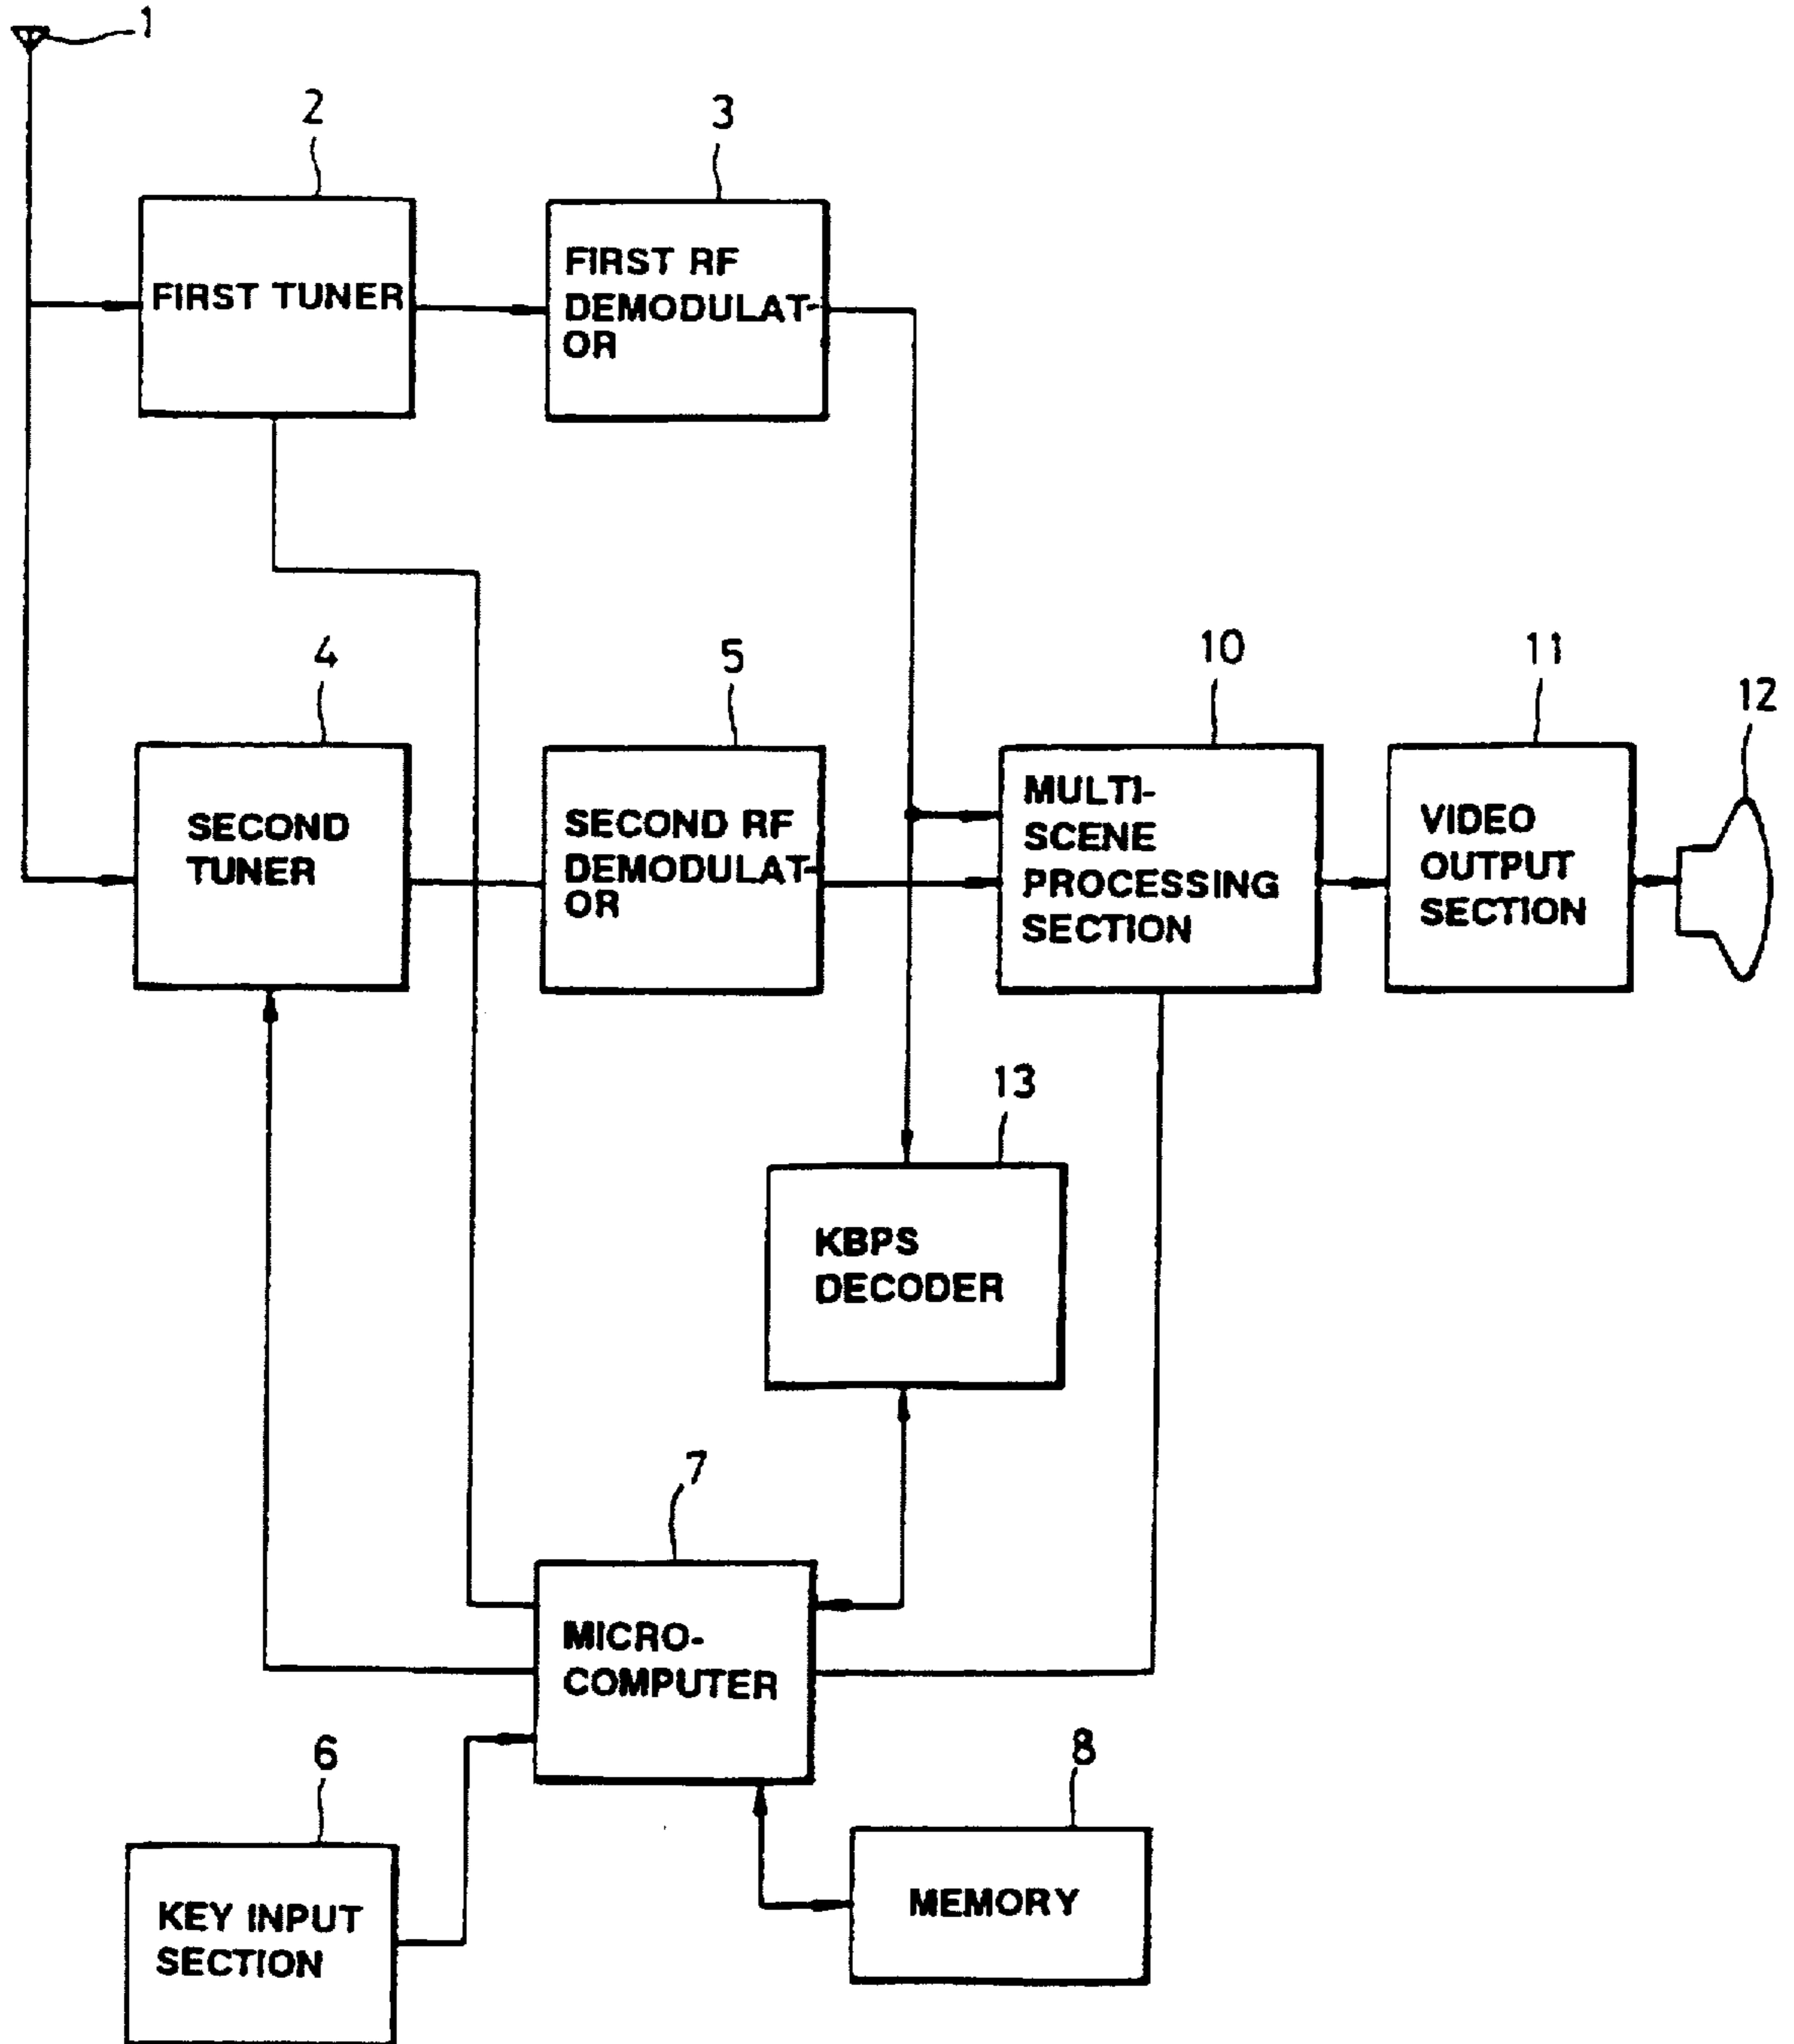 1
2
3
FIRST TUNER
FIRST RF
DEMODULAT-
OR
4
5
10
11
12
SECOND
TUNER
SECOND RF
DEMODULAT-
OR
MULTI-
SCENE
PROCESSING
SECTION
VIDEO
OUTPUT
SECTION
13
KBPS
DECODER
7
MICRO-
COMPUTER
6
8
KEY INPUT
SECTION
MEMORY